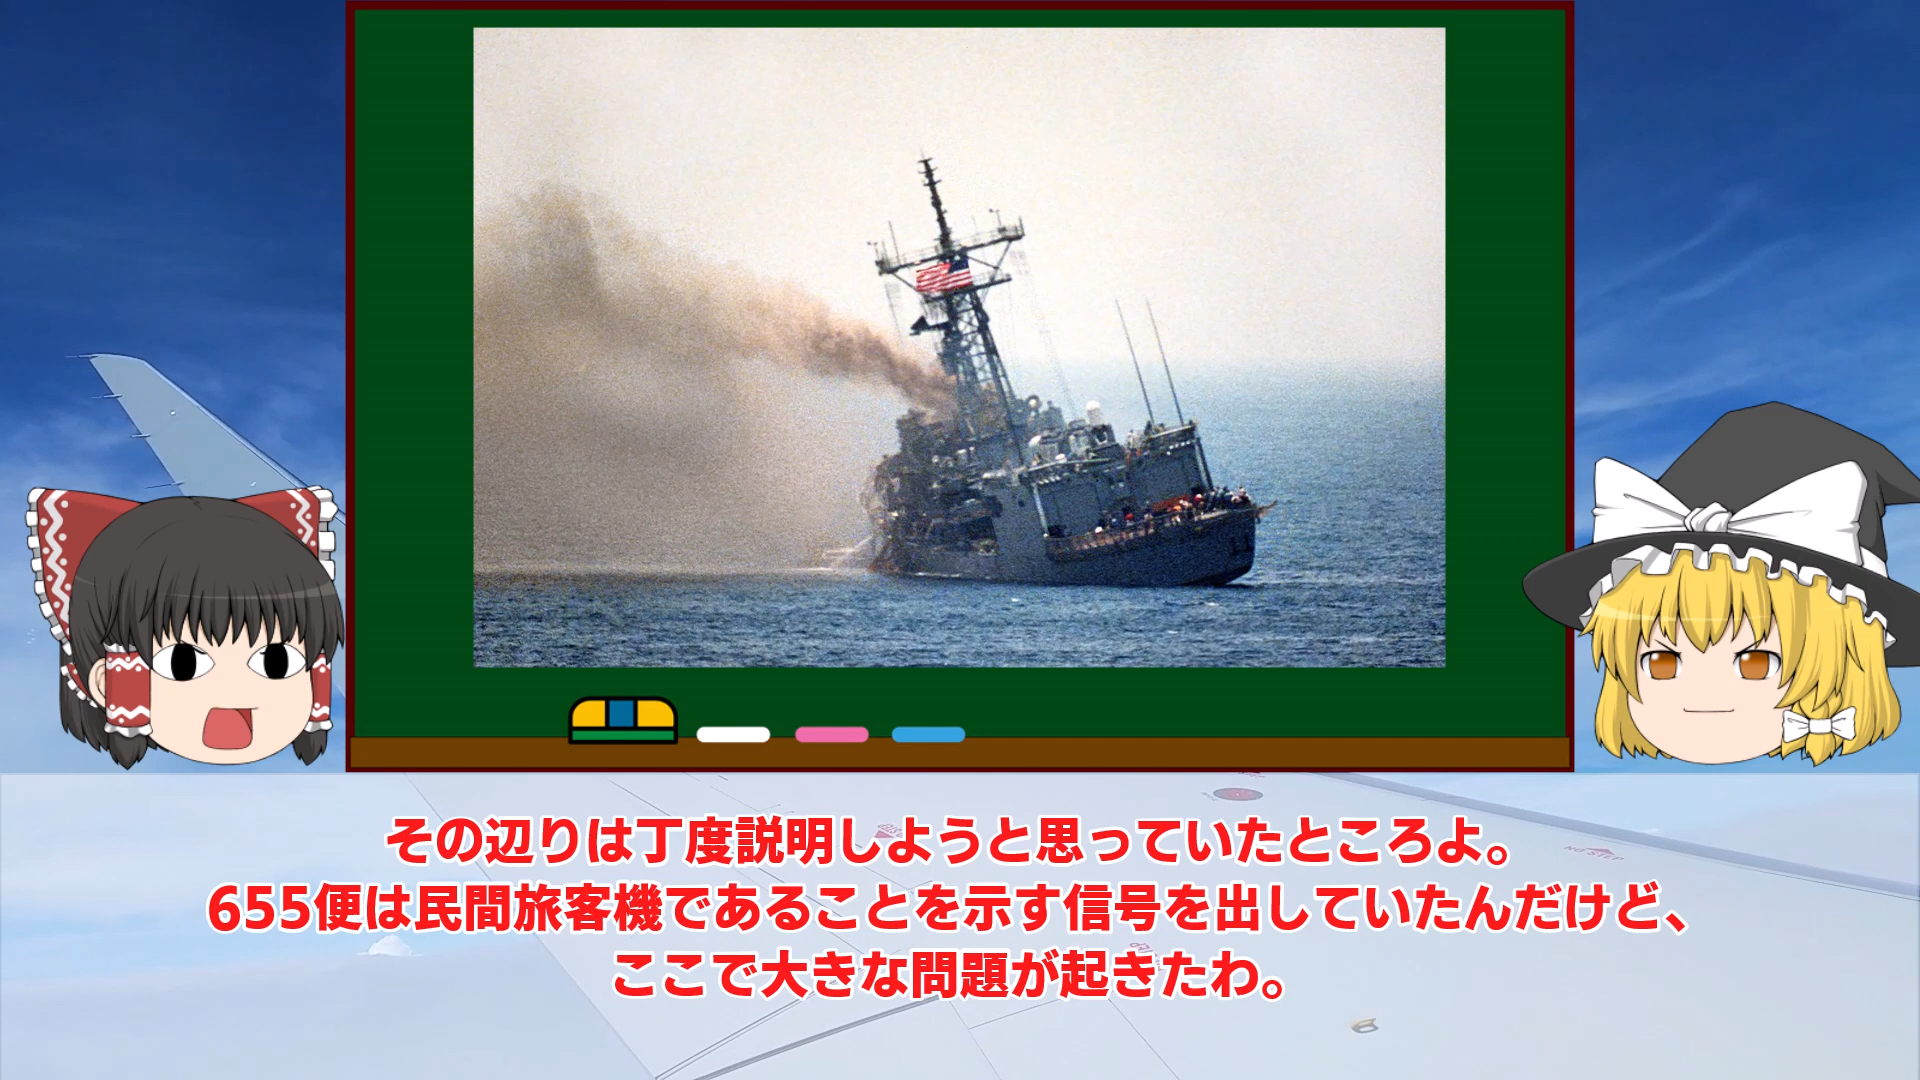 その辺りは丁度説明しようと思っていたところよ。
655便は民間旅客機であることを示す信号を出していたんだけど、
ここで大きな問題が起きたわ。
NO STEP